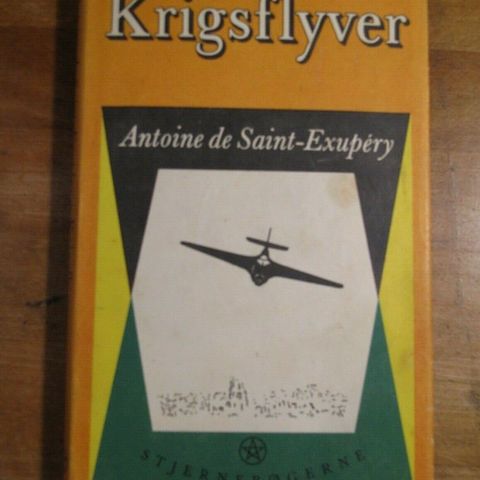 Krigsflyver
Antoine de Saint-Exupéry
STJERNEBØGERNE